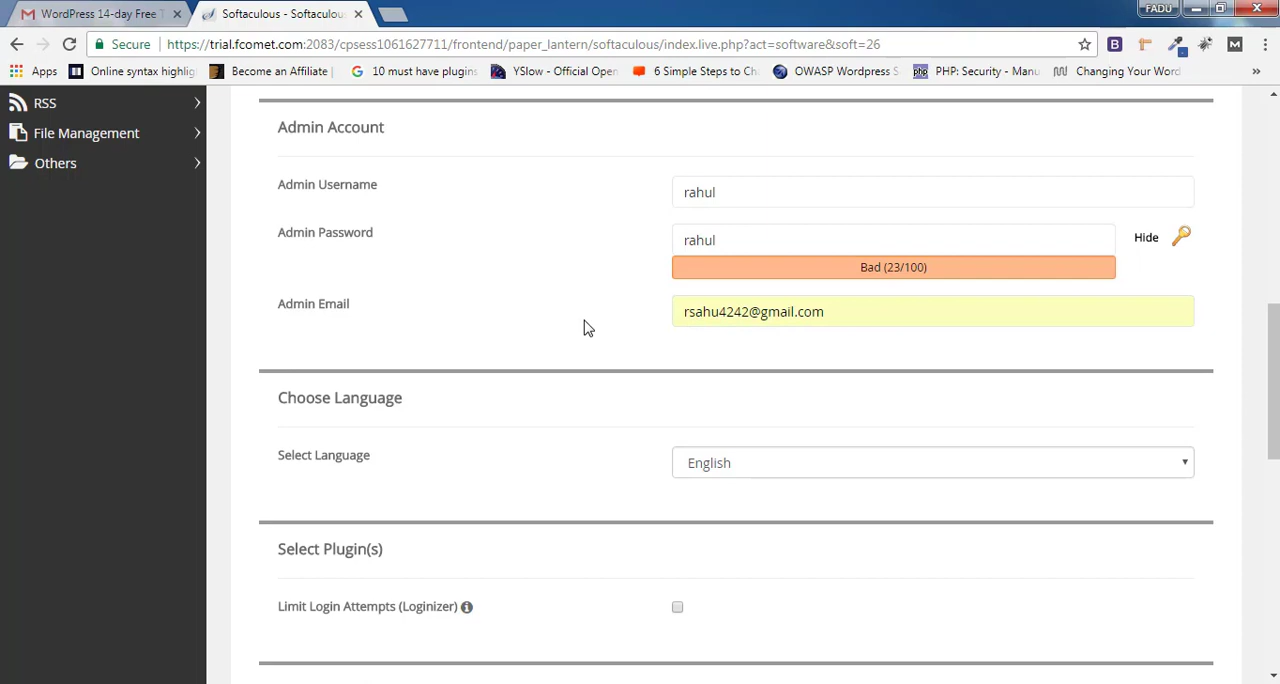 WordPress 14-day Free T
Softaculous - Softaculou
FADU
Secure https://trial.fcomet.com:2083/cpsess1061627711/frontend/paper_lantern/softaculous/index.live.php?act=software&soft=26
Apps Online syntax highlig Become an Affiliate 10 must have plugins YSlow - Official Open 6 Simple Steps to Ch OWASP Wordpress S PHP: Security - Manu Changing Your Word »
RSS
File Management
Others
Admin Account
Admin Username
rahul
Admin Password
rahul
Hide
Bad (23/100)
Admin Email
rsahu4242@gmail.com
Choose Language
Select Language
English
Select Plugin(s)
Limit Login Attempts (Loginizer)